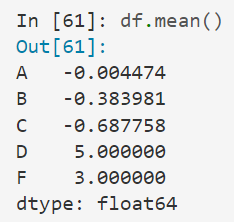 In [61]: df.mean()
Out[61]:
A   -0.004474
B   -0.383981
C   -0.687758
D    5.000000
F    3.000000
dtype: float64